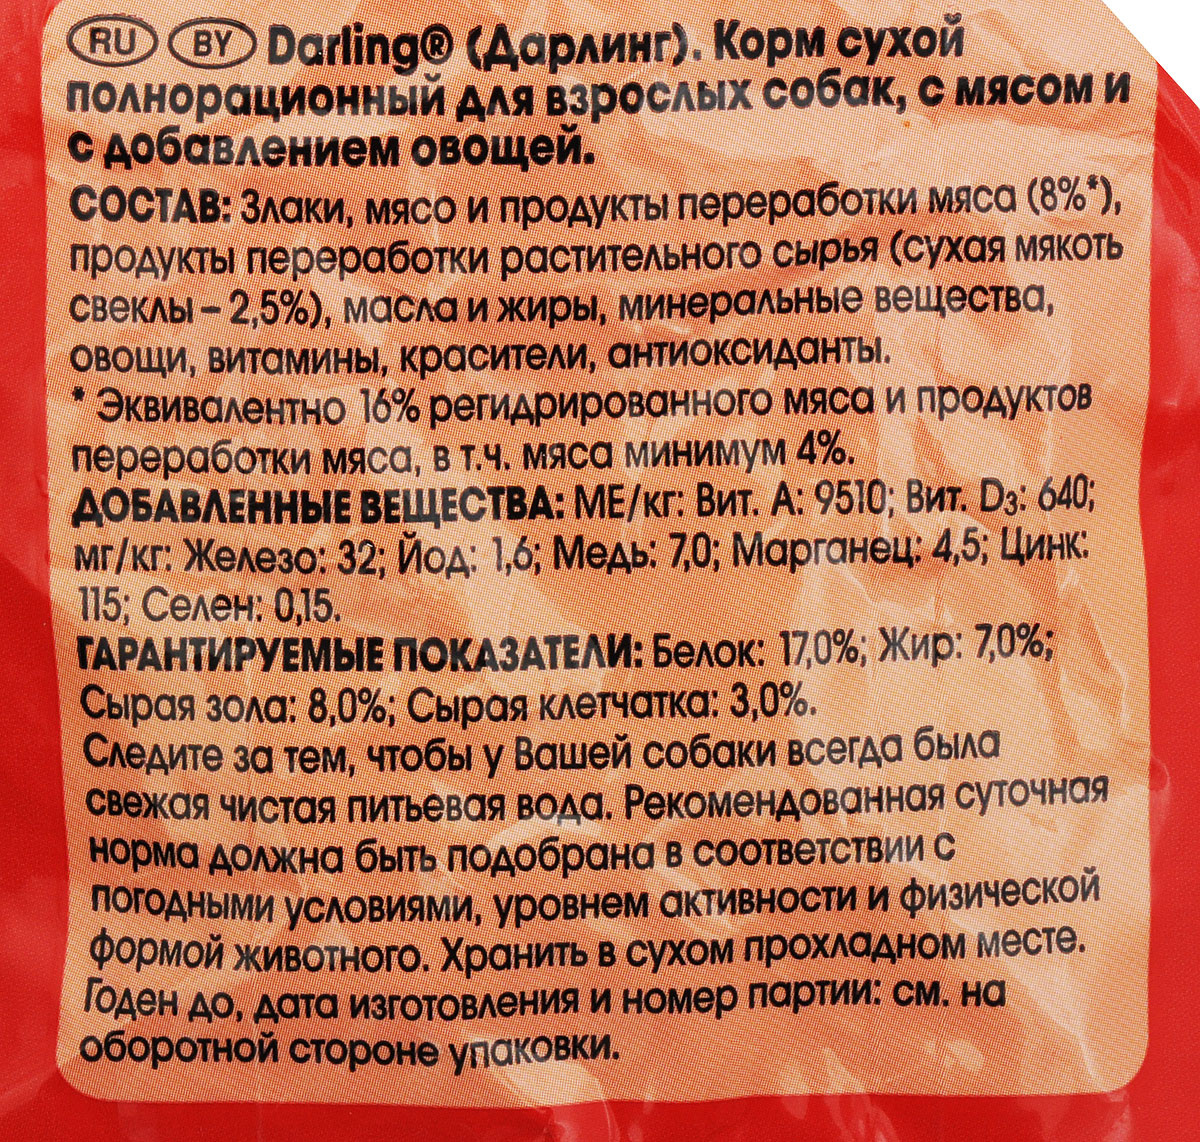 RU BY Darling® (Дарлинг). Корм сухой
полнорационный для взрослых собак, с мясом и
с добавлением овощей.
СОСТАВ: Злаки, мясо и продукты переработки мяса (8%*),
продукты переработки растительного сырья (сухая мякоть
свеклы – 2,5%), масла и жиры, минеральные вещества,
овощи, витамины, красители, антиоксиданты.
* Эквивалентно 16% регидрированного мяса и продуктов
переработки мяса, в т.ч. мяса минимум 4%.
ДОБАВЛЕННЫЕ ВЕЩЕСТВА: МЕ/кг: Вит. А: 9510; Вит. D₃: 640;
мг/кг: Железо: 32; Йод: 1,6; Медь: 7,0; Марганец: 4,5; Цинк:
115; Селен: 0,15.
ГАРАНТИРУЕМЫЕ ПОКАЗАТЕЛИ: Белок: 17,0%; Жир: 7,0%;
Сырая зола: 8,0%; Сырая клетчатка: 3,0%.
Следите за тем, чтобы у Вашей собаки всегда была
свежая чистая питьевая вода. Рекомендованная суточная
норма должна быть подобрана в соответствии с
погодными условиями, уровнем активности и физической
формой животного. Хранить в сухом прохладном месте.
Годен до, дата изготовления и номер партии: см. на
оборотной стороне упаковки.